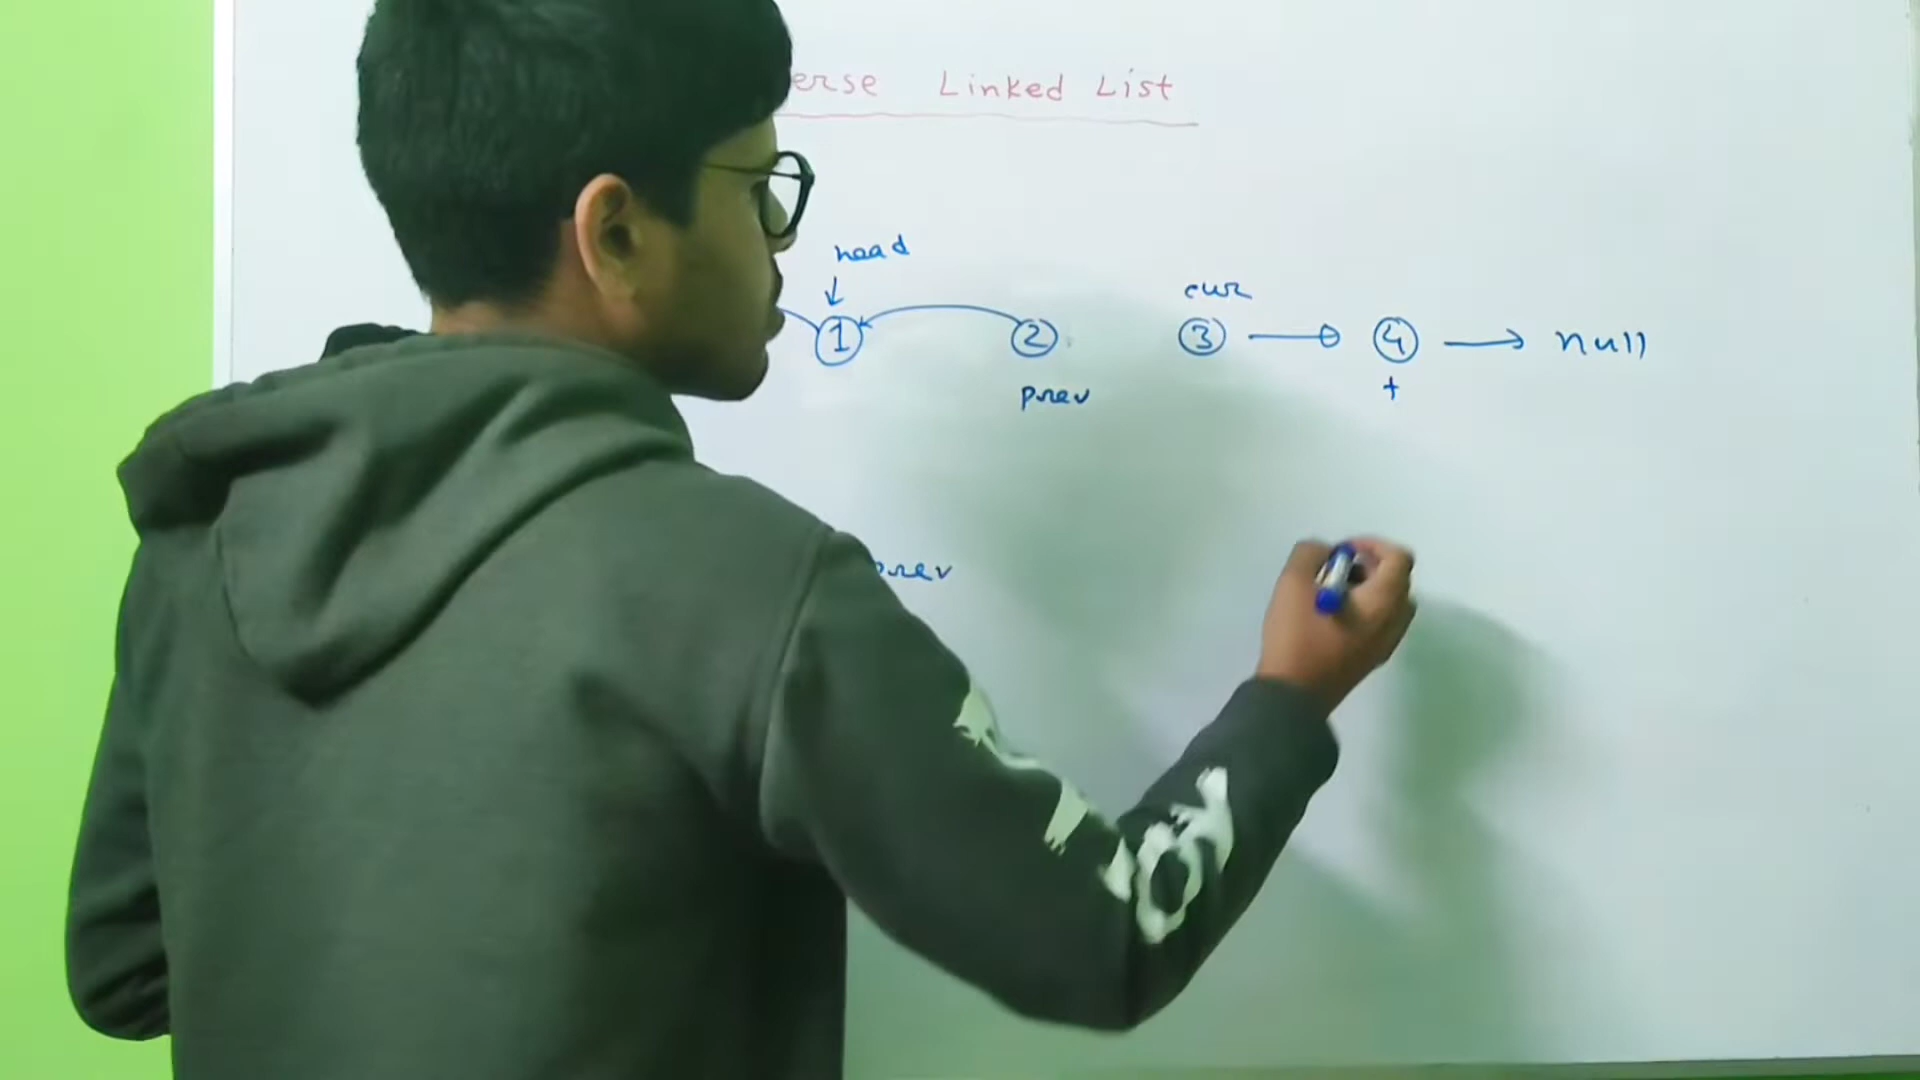 erse Linked List
head
↓
cur
1 2 3 → 4 → null
prev +
prev